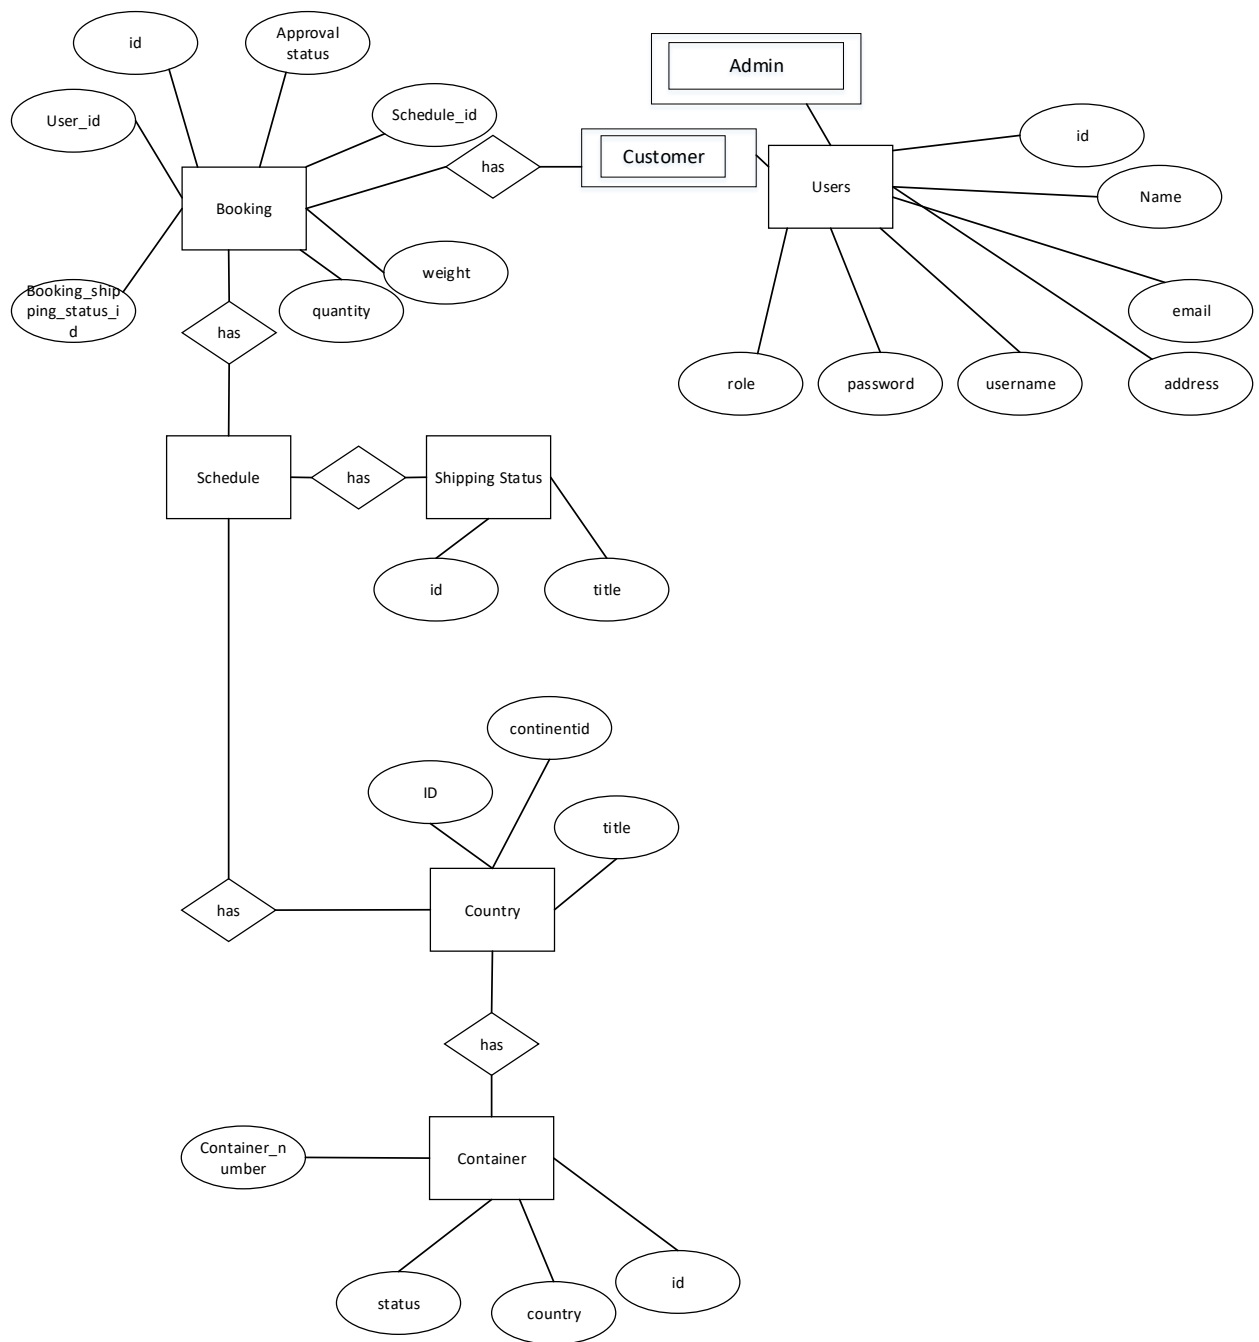 id
Approval
status
Admin
User_id
Schedule_id
id
has
Customer
Users
Name
Booking
weight
Booking_ship
ping_status_i
d
quantity
email
has
role
password
username
address
Schedule
has
Shipping Status
id
title
continentid
ID
title
has
Country
has
Container_n
umber
Container
id
status
country